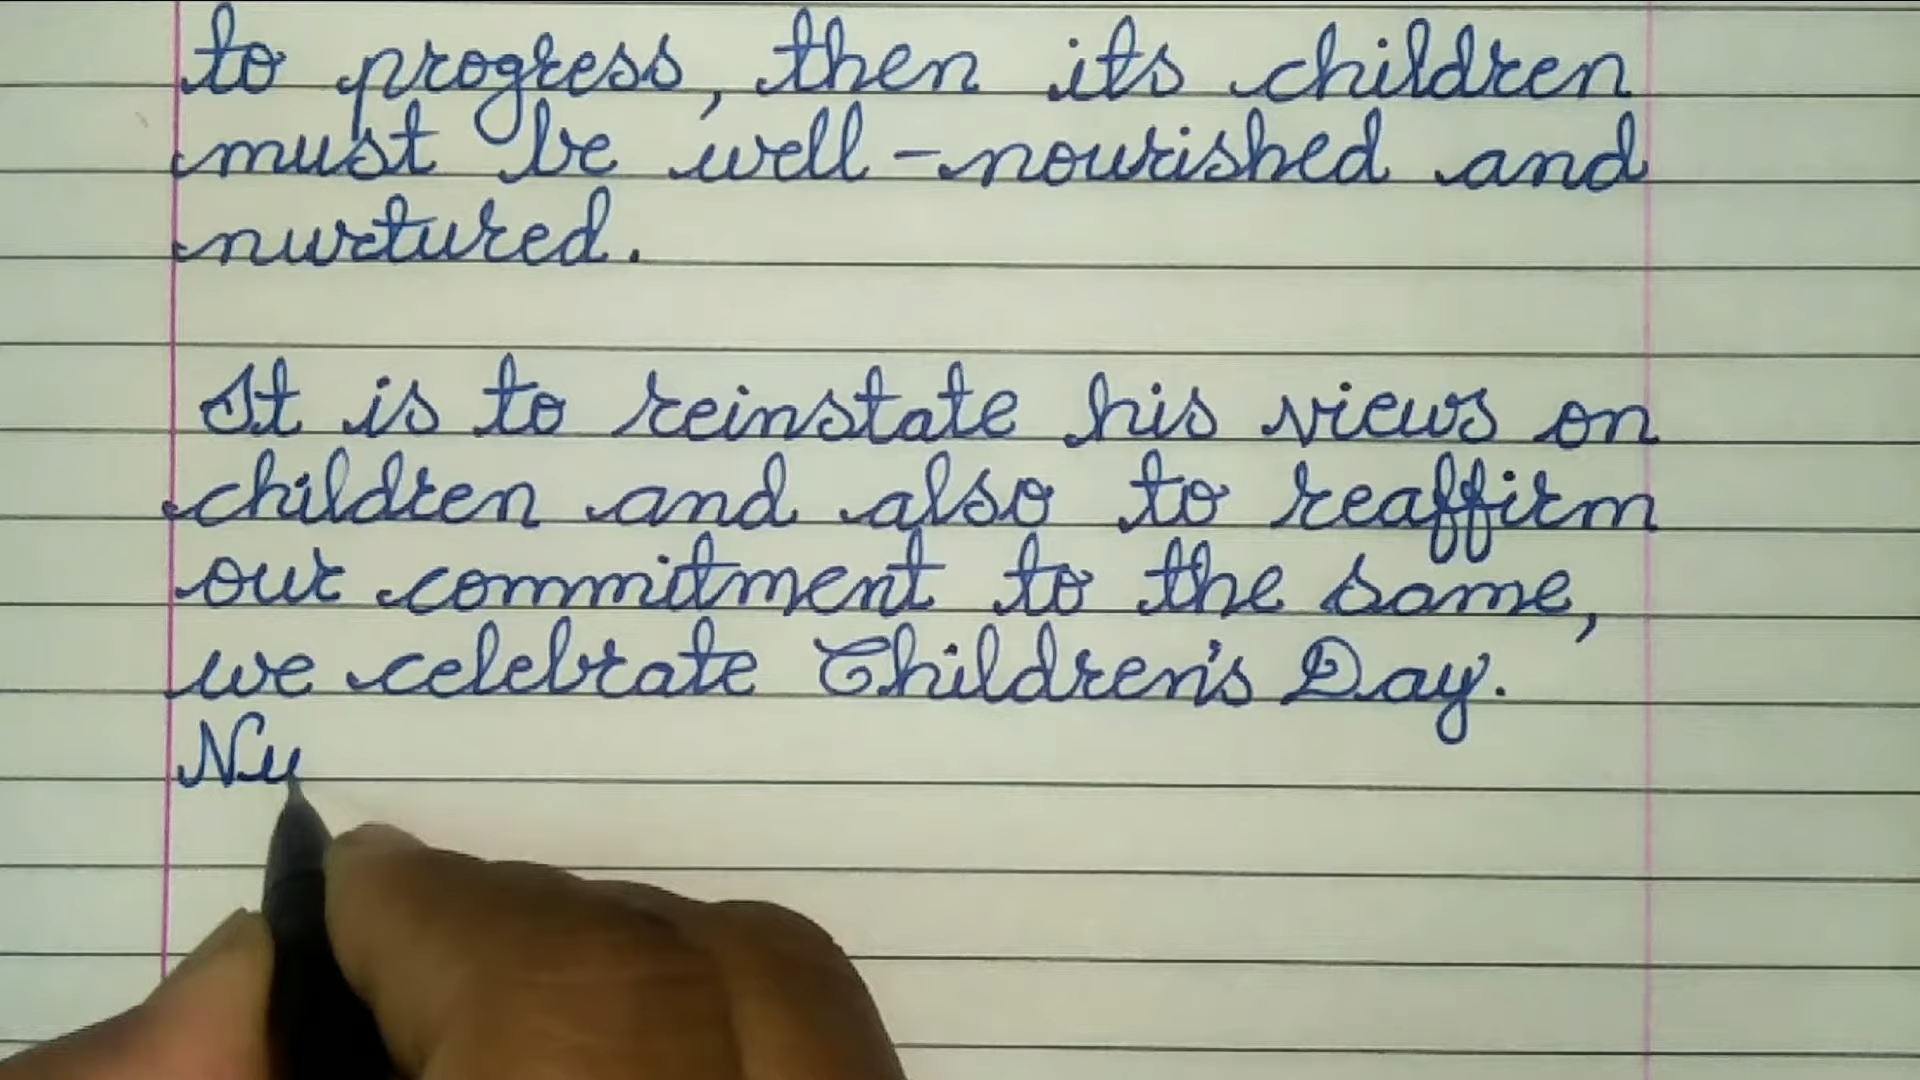 to progress, then its children
must be well-nourished and
nurtured.
It is to reinstate his views on
children and also to reaffirm
our commitment to the same,
we celebrate Children's Day.
Nu